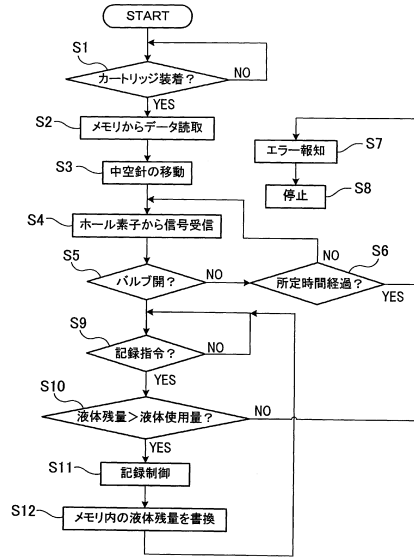 START
S1
カートリッジ装着？
NO
YES
S2
メモリからデータ読取
S3
中空針の移動
S4
ホール素子から信号受信
S5
バルブ開？
NO
S6
所定時間経過？
NO
YES
S7
エラー報知
S8
停止
S9
記録指令？
NO
YES
S10
液体残量＞液体使用量？
NO
YES
S11
記録制御
S12
メモリ内の液体残量を書換